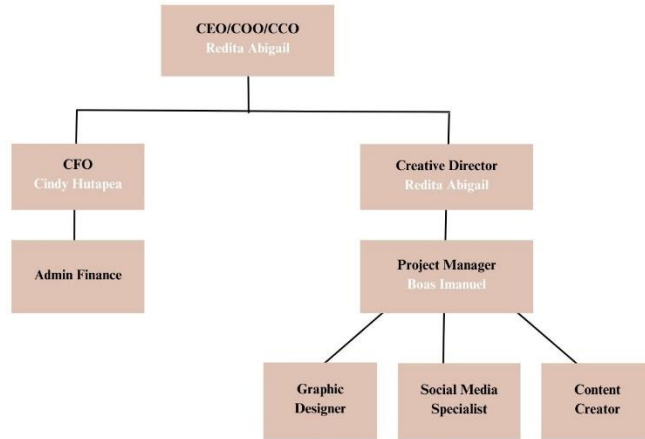 CEO/COO/CCO
Redita Abigail
CFO
Cindy Hutapea
Creative Director
Redita Abigail
Admin Finance
Project Manager
Boas Imanuel
Graphic
Designer
Social Media
Specialist
Content
Creator